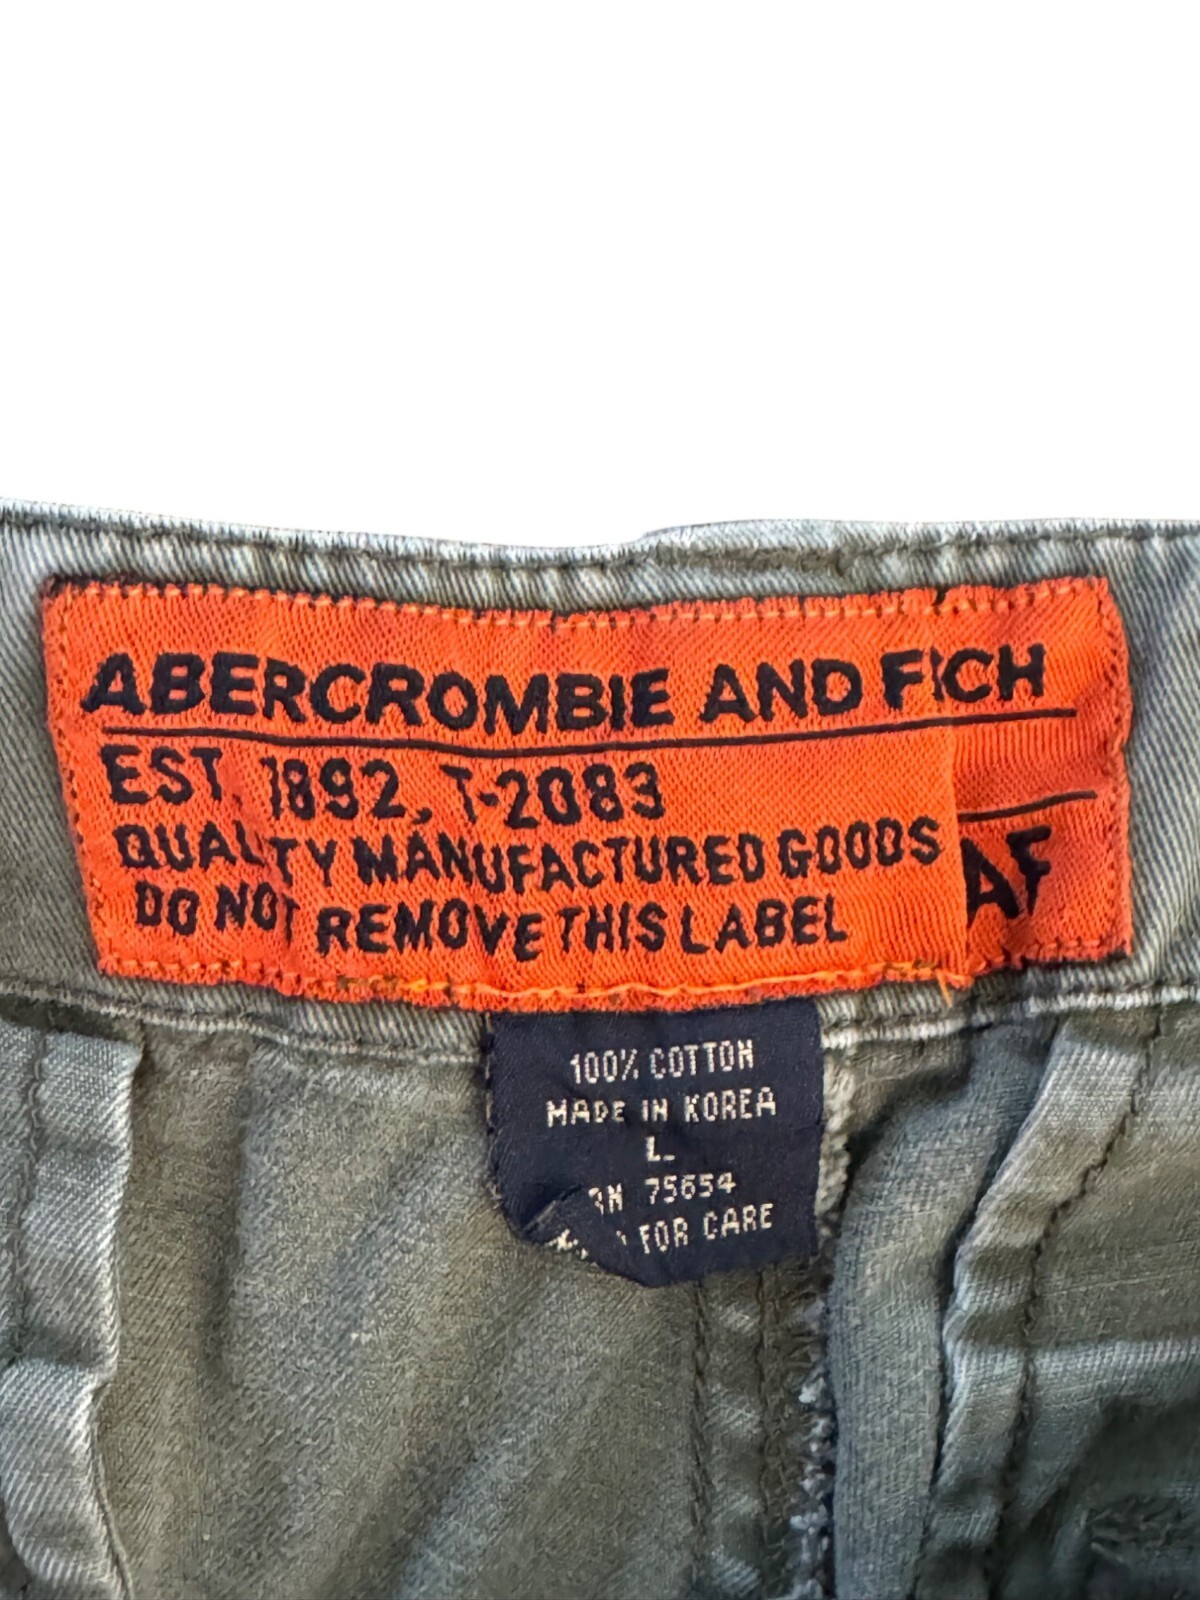 ABERCROMBIE AND FICH
EST. 1892, T-2083
QUALITY MANUFACTURED GOODS
AF
DO NOT REMOVE THIS LABEL
100% COTTON
MADE IN KOREA
L
RN 75654
FOR CARE